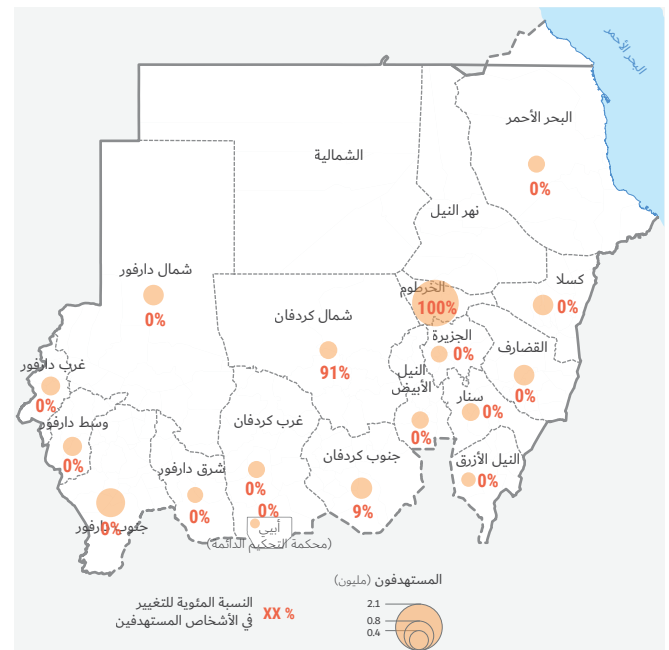 البحر الأحمر
البحر الأحمر
0%
الشمالية
نهر النيل
شمال دارفور
0%
كسلا
0%
الخرطوم
100%
شمال كردفان
91%
الجزيرة
0%
القضارف
0%
غرب دارفور
0%
النيل
الأبيض
0%
سنار
0%
وسط دارفور
0%
غرب كردفان
0%
جنوب كردفان
9%
النيل الأزرق
0%
شرق دارفور
0%
جنوب دارفور
0%
0%
أبيي
(محكمة التحكيم الدائمة)
المستهدفون (مليون)
2.1
0.8
0.4
XX %
النسبة المئوية للتغيير
في الأشخاص المستهدفين